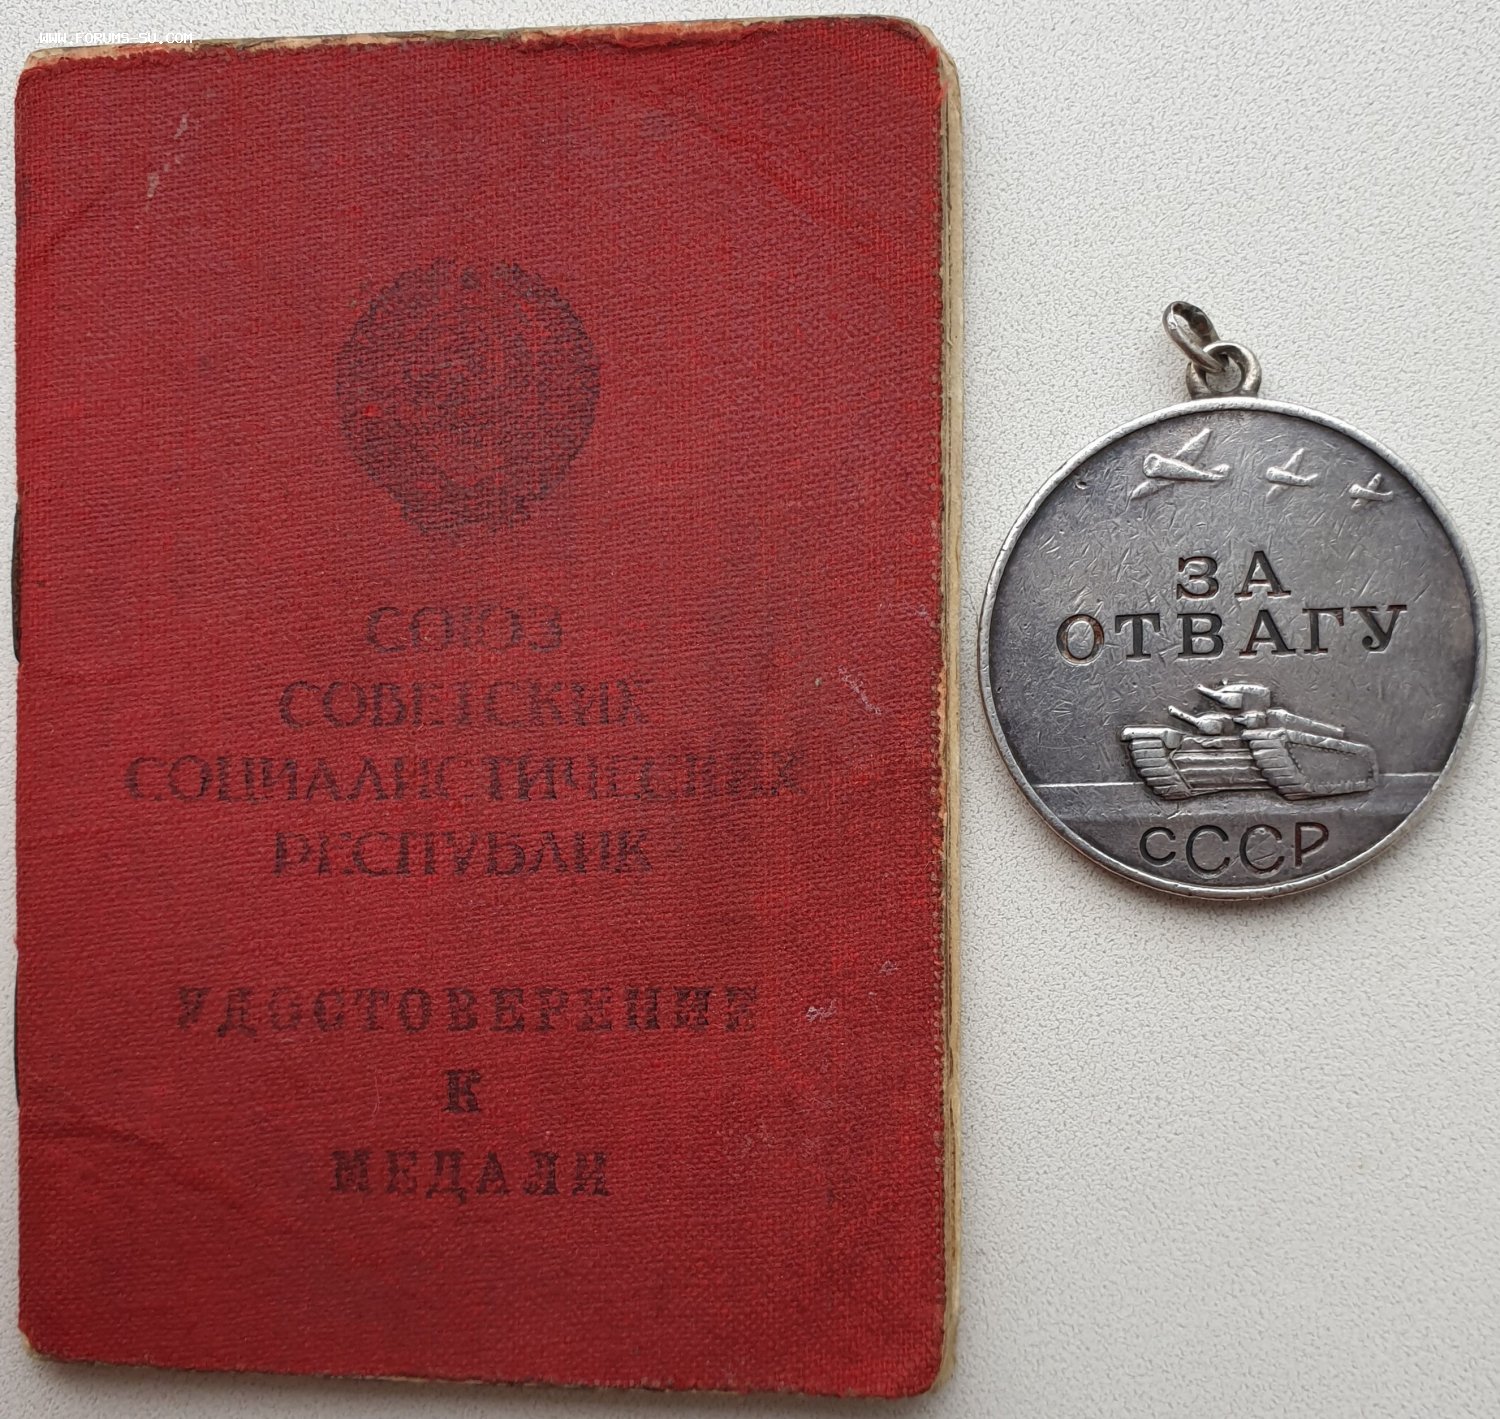 WWW.FORUMS-SU.COM
СОЮЗ
СОВЕТСКИХ
СОЦИАЛИСТИЧЕСКИХ
РЕСПУБЛИК
УДОСТОВЕРЕНИЕ
К
МЕДАЛИ
ЗА
ОТВАГУ
СССР